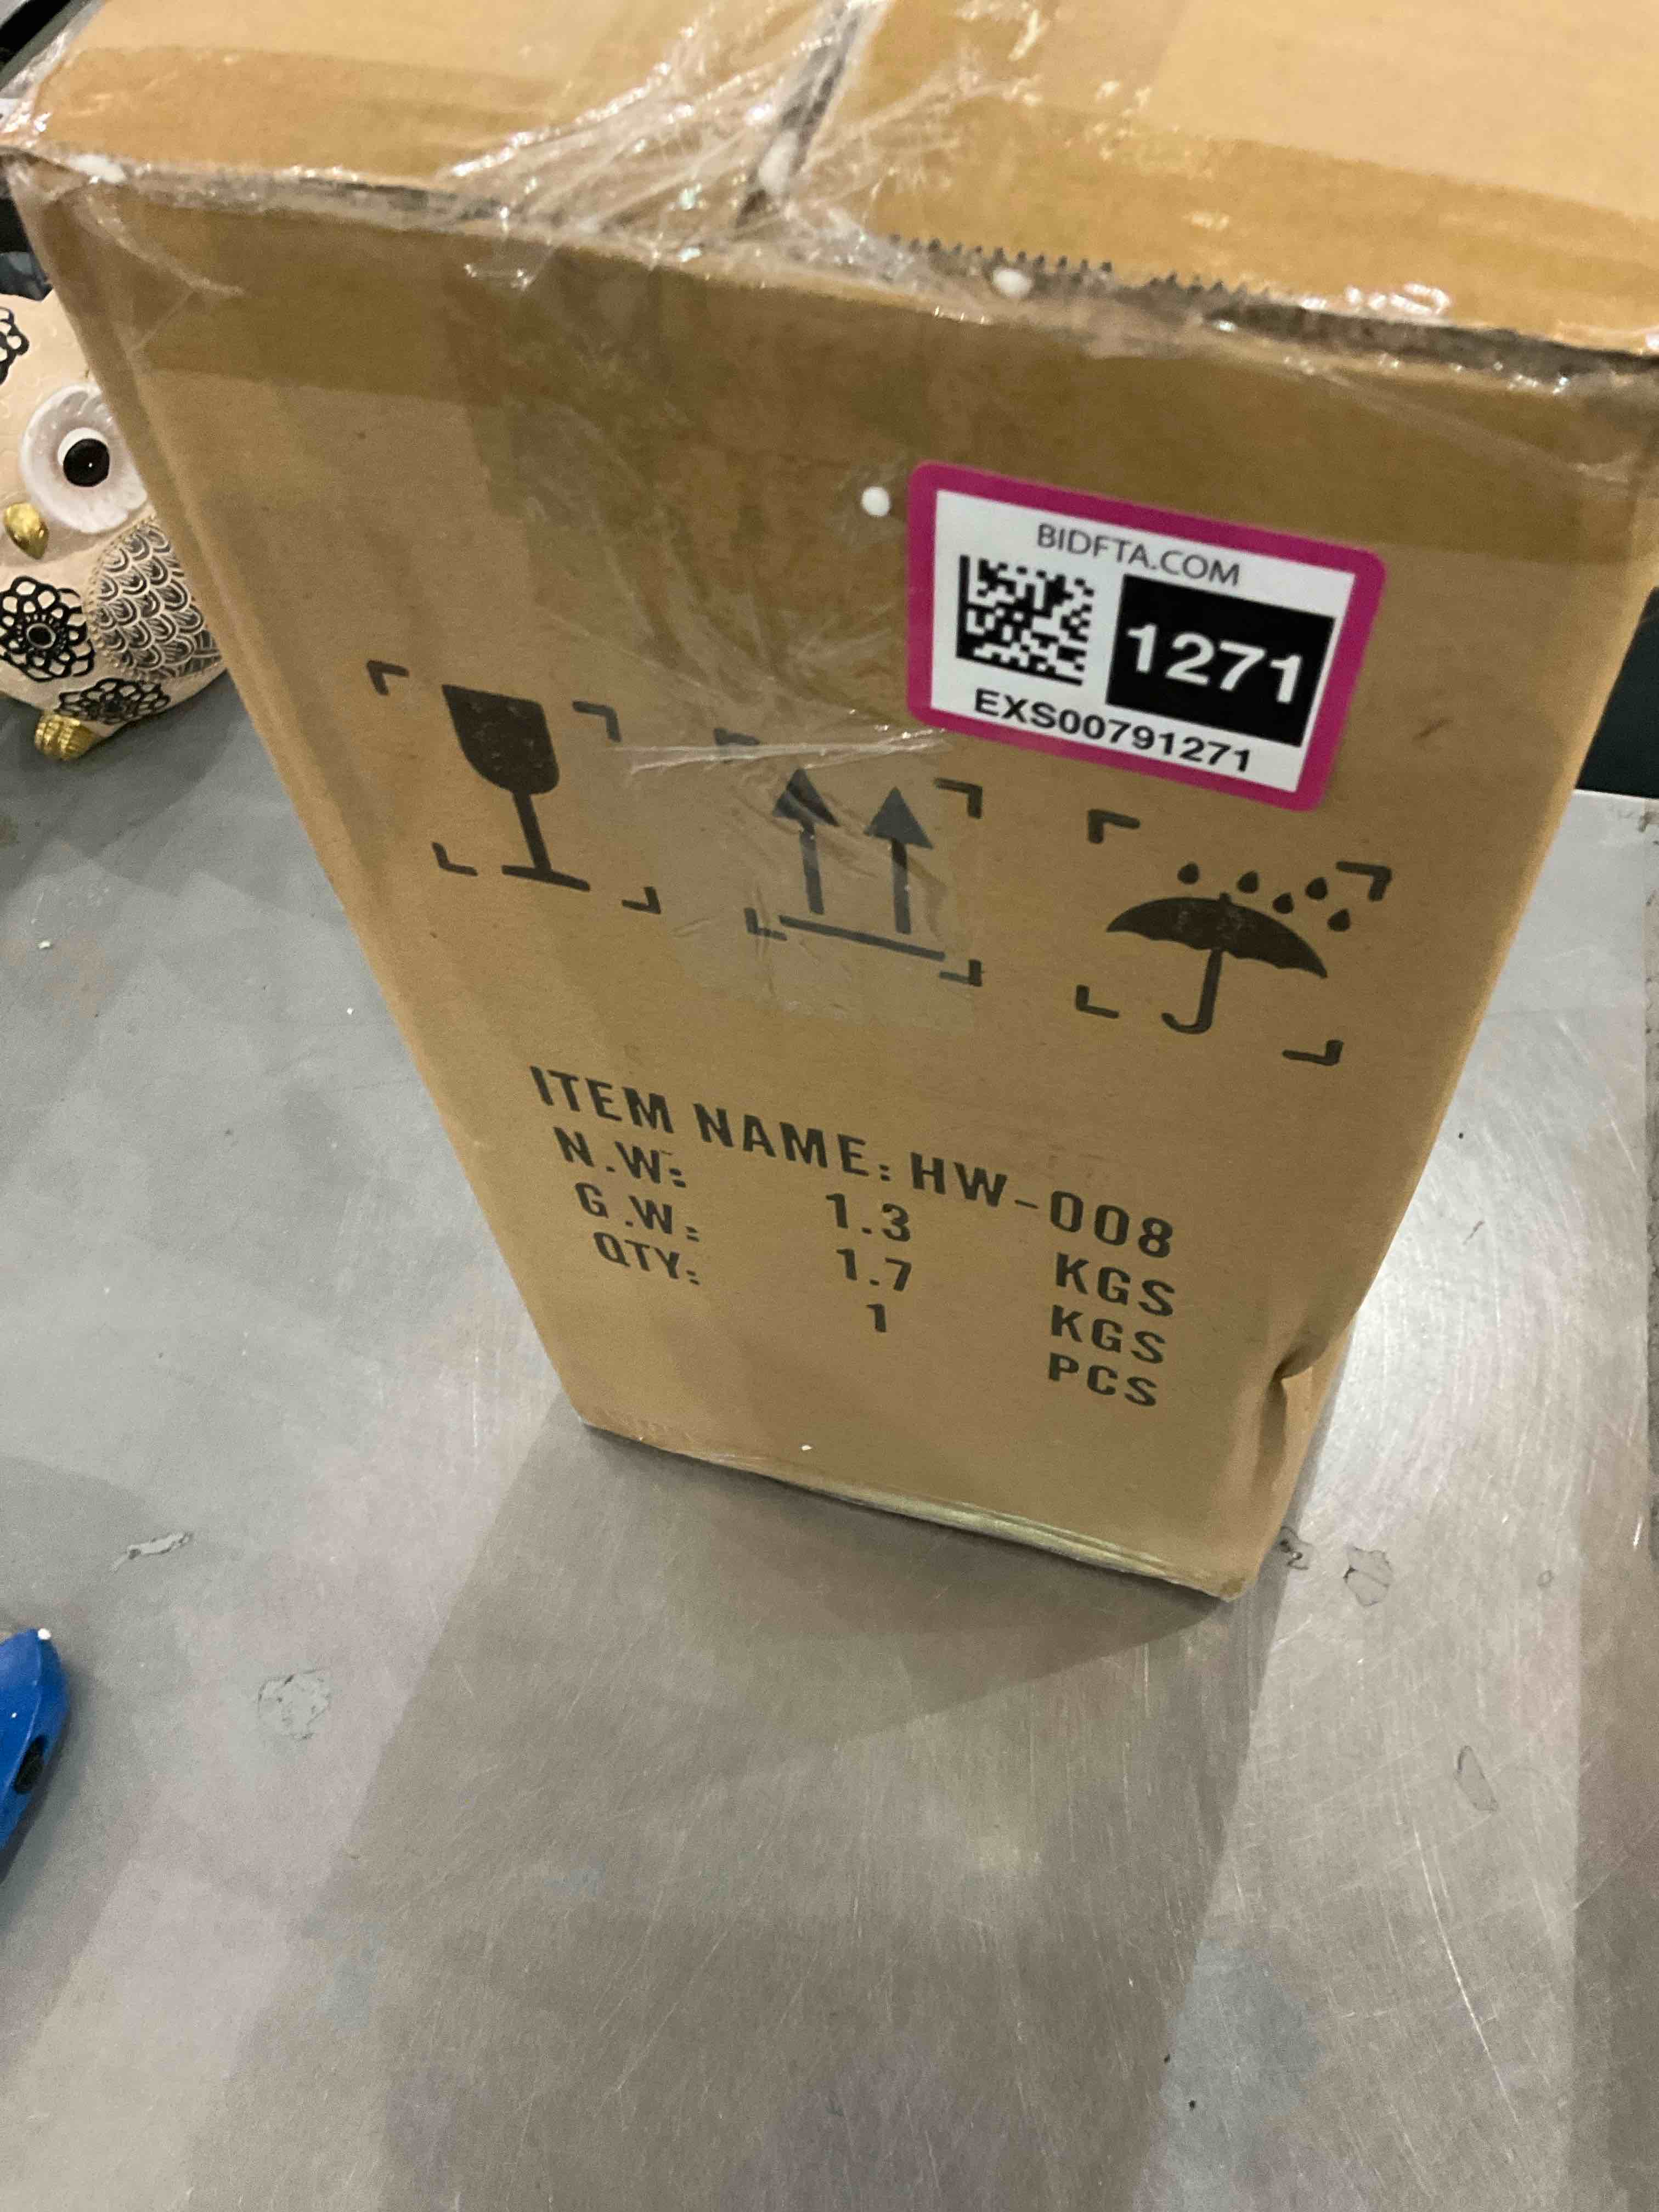 BIDFTA.COM
1271
EXS00791271
ITEM NAME: HW-008
N.W: 1.3 KGS
G.W: 1.7 KGS
QTY: 1 PCS